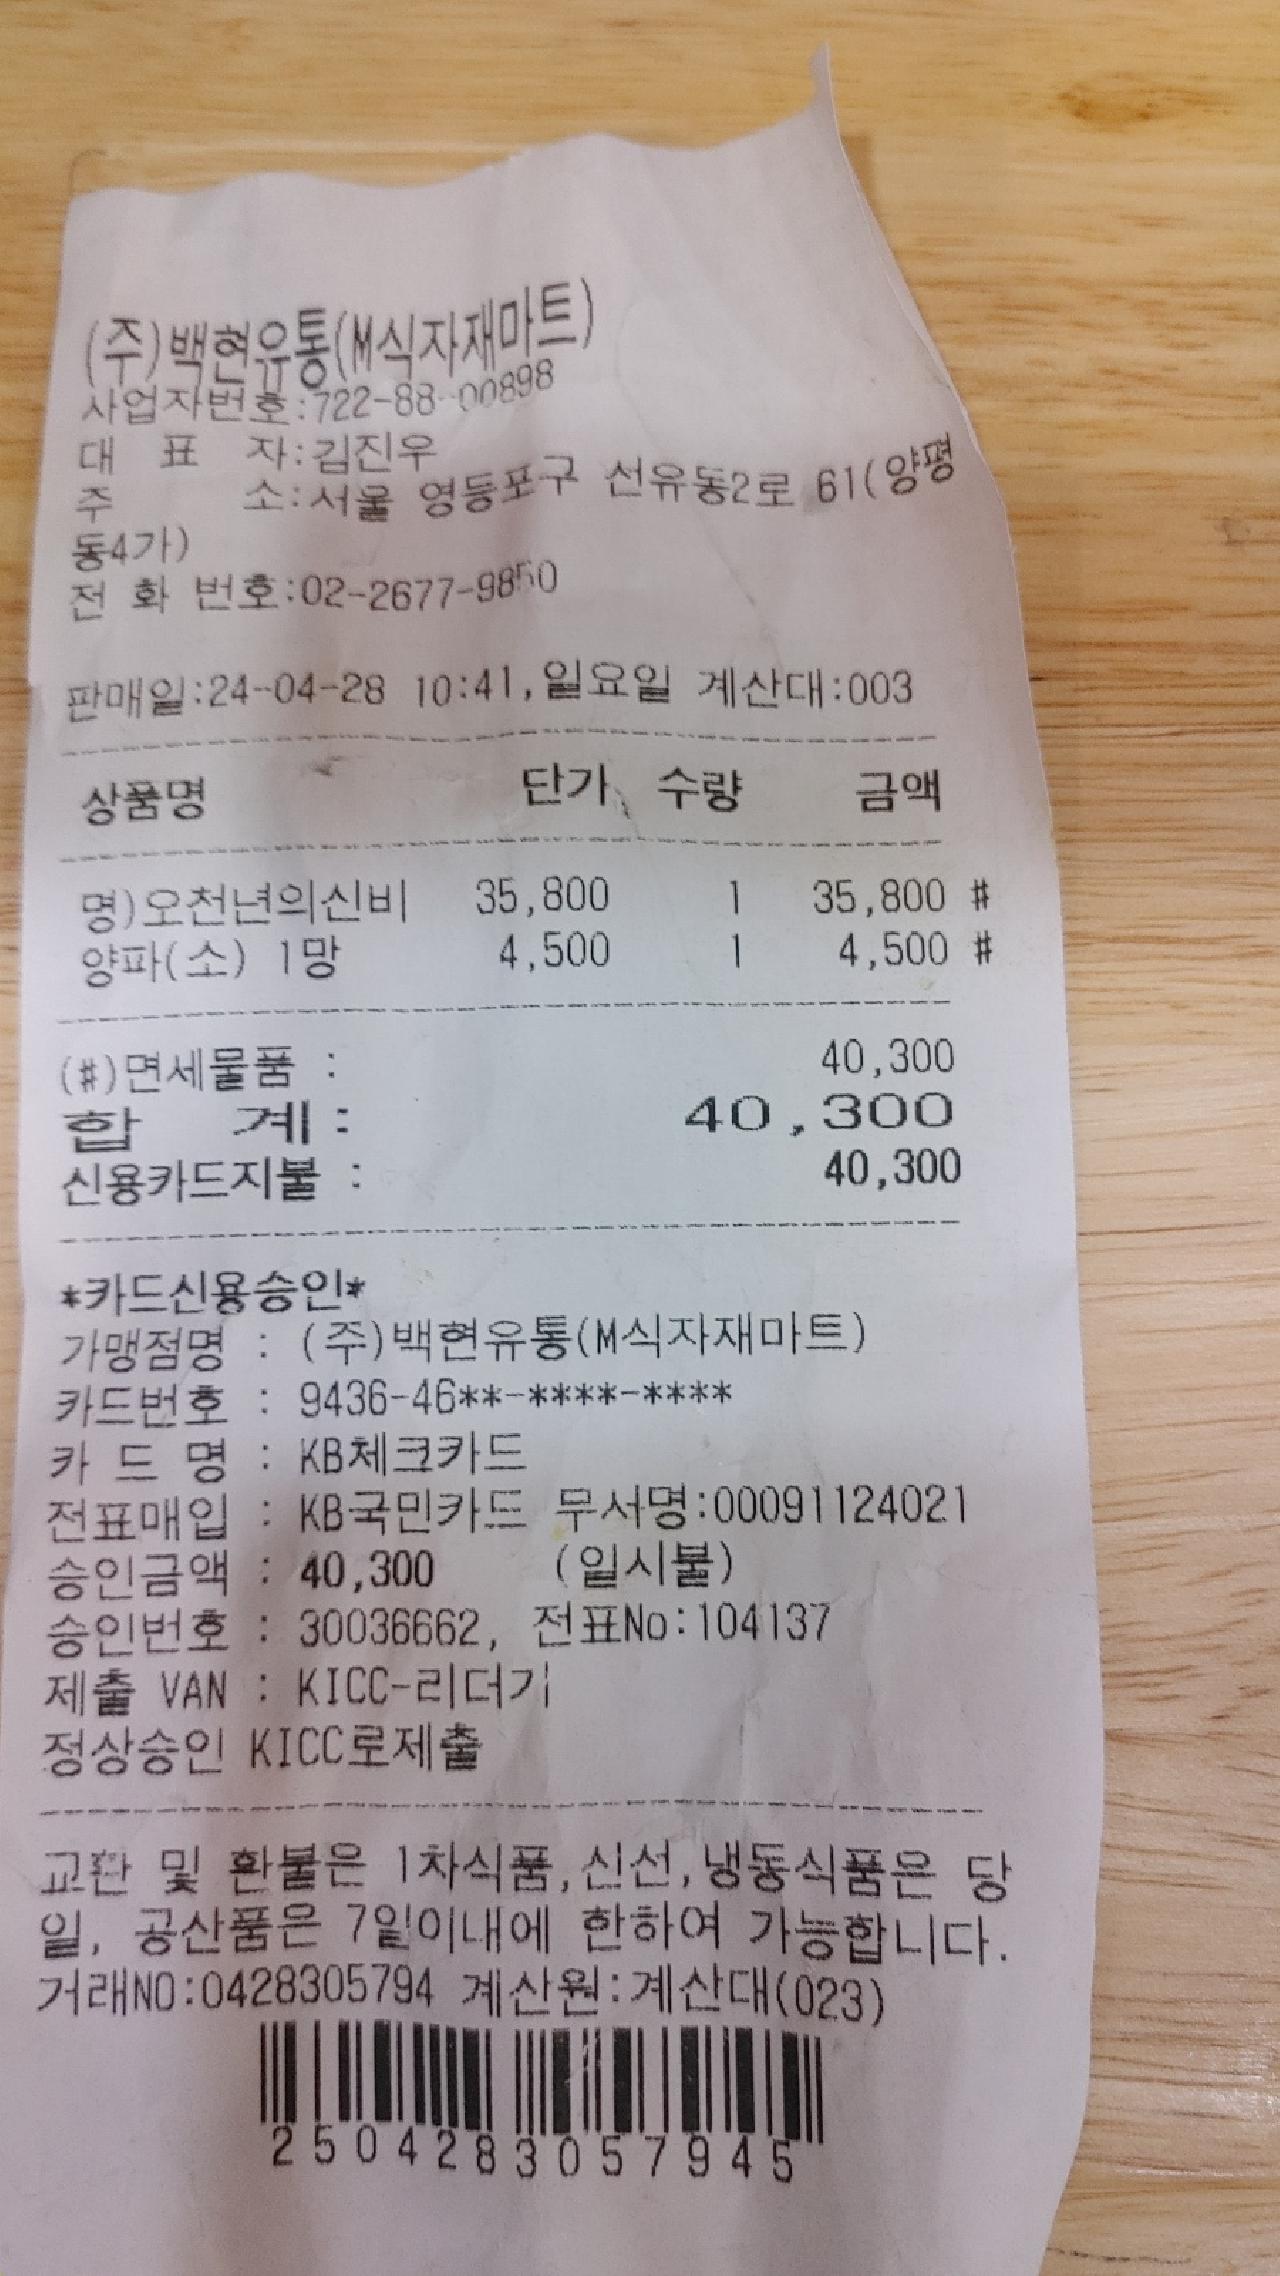 (주)백현유통(M식자재마트)
사업자번호:722-88-00898
대 표 자:김진우
주 소:서울 영등포구 선유동2로 61(양평
동4가)
전 화 번호:02-2677-9850
판매일:24-04-28 10:41,일요일 계산대:003
상품명 단가 수량 금액
명)오천년의신비 35,800 1 35,800 #
양파(소) 1망 4,500 1 4,500 #
(#)면세물품 : 40,300
합 계: 40,300
신용카드지불 : 40,300
*카드신용승인*
가맹점명 : (주)백현유통(M식자재마트)
카드번호 : 9436-46**-****-****
카 드 명 : KB체크카드
전표매입 : KB국민카드 무서명:00091124021
승인금액 : 40,300 (일시불)
승인번호 : 30036662, 전표No:104137
제출 VAN : KICC-리더기
정상승인 KICC로제출
교환 및 환불은 1차식품,신선,냉동식품은 당
일, 공산품은 7일이내에 한하여 가능합니다.
거래NO:0428305794 계산원:계산대(023)
2504283057945